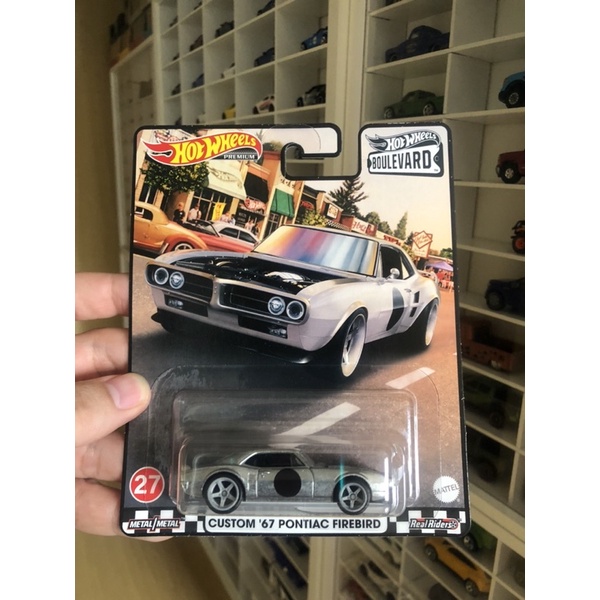 HOT WHEELS
PREMIUM
HOT WHEELS
BOULEVARD
27
MATTEL
METAL/METAL
CUSTOM '67 PONTIAC FIREBIRD
Real Riders